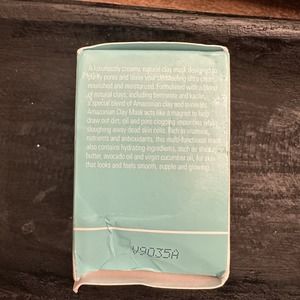 A luxuriously creamy natural clay mask designed to
purify pores and leave your skin feeling ultra clean,
nourished and moisturized. Formulated with a blend
of natural clays, including bentonite and kaolin,
a special blend of Amazonian clay and
Amazonian Clay Mask acts like a magnet to help
draw out dirt, oil and pore clogging impurities while
sloughing away dead skin cells. Rich in vitamins,
nutrients and antioxidants, this multi-functional mask
also contains hydrating ingredients, such as shea
butter, avocado oil and virgin cucumber oil, for skin
that looks and feels smooth, supple and glowing.
V9035A